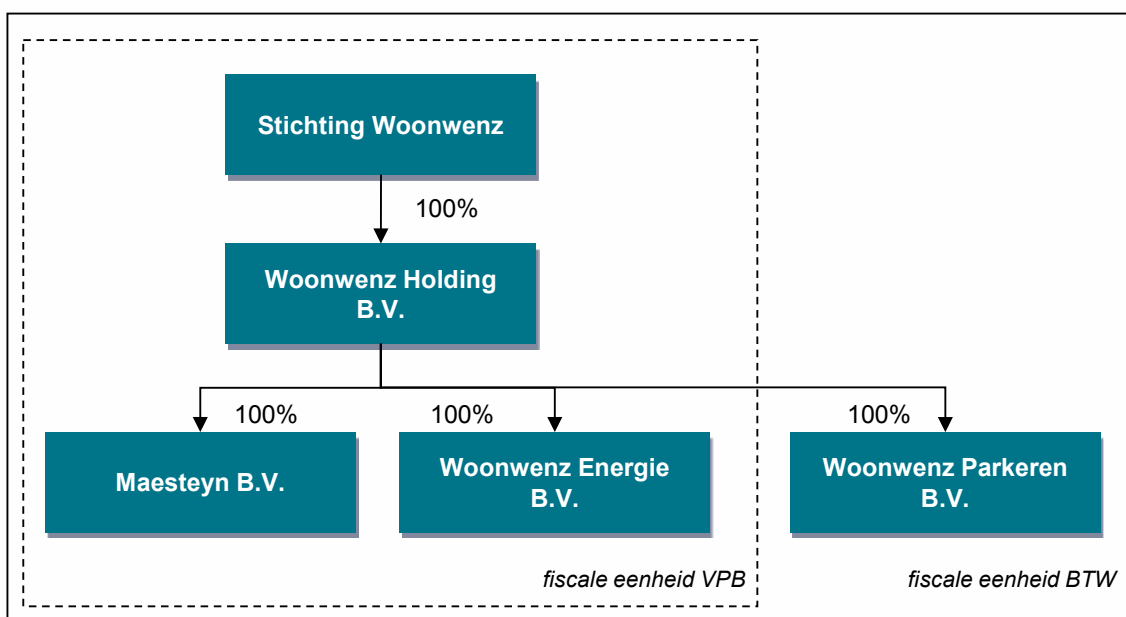 Stichting Woonwenz
100%
Woonwenz Holding
B.V.
100%
100%
100%
Maesteyn B.V.
Woonwenz Energie
B.V.
Woonwenz Parkeren
B.V.
fiscale eenheid VPB
fiscale eenheid BTW